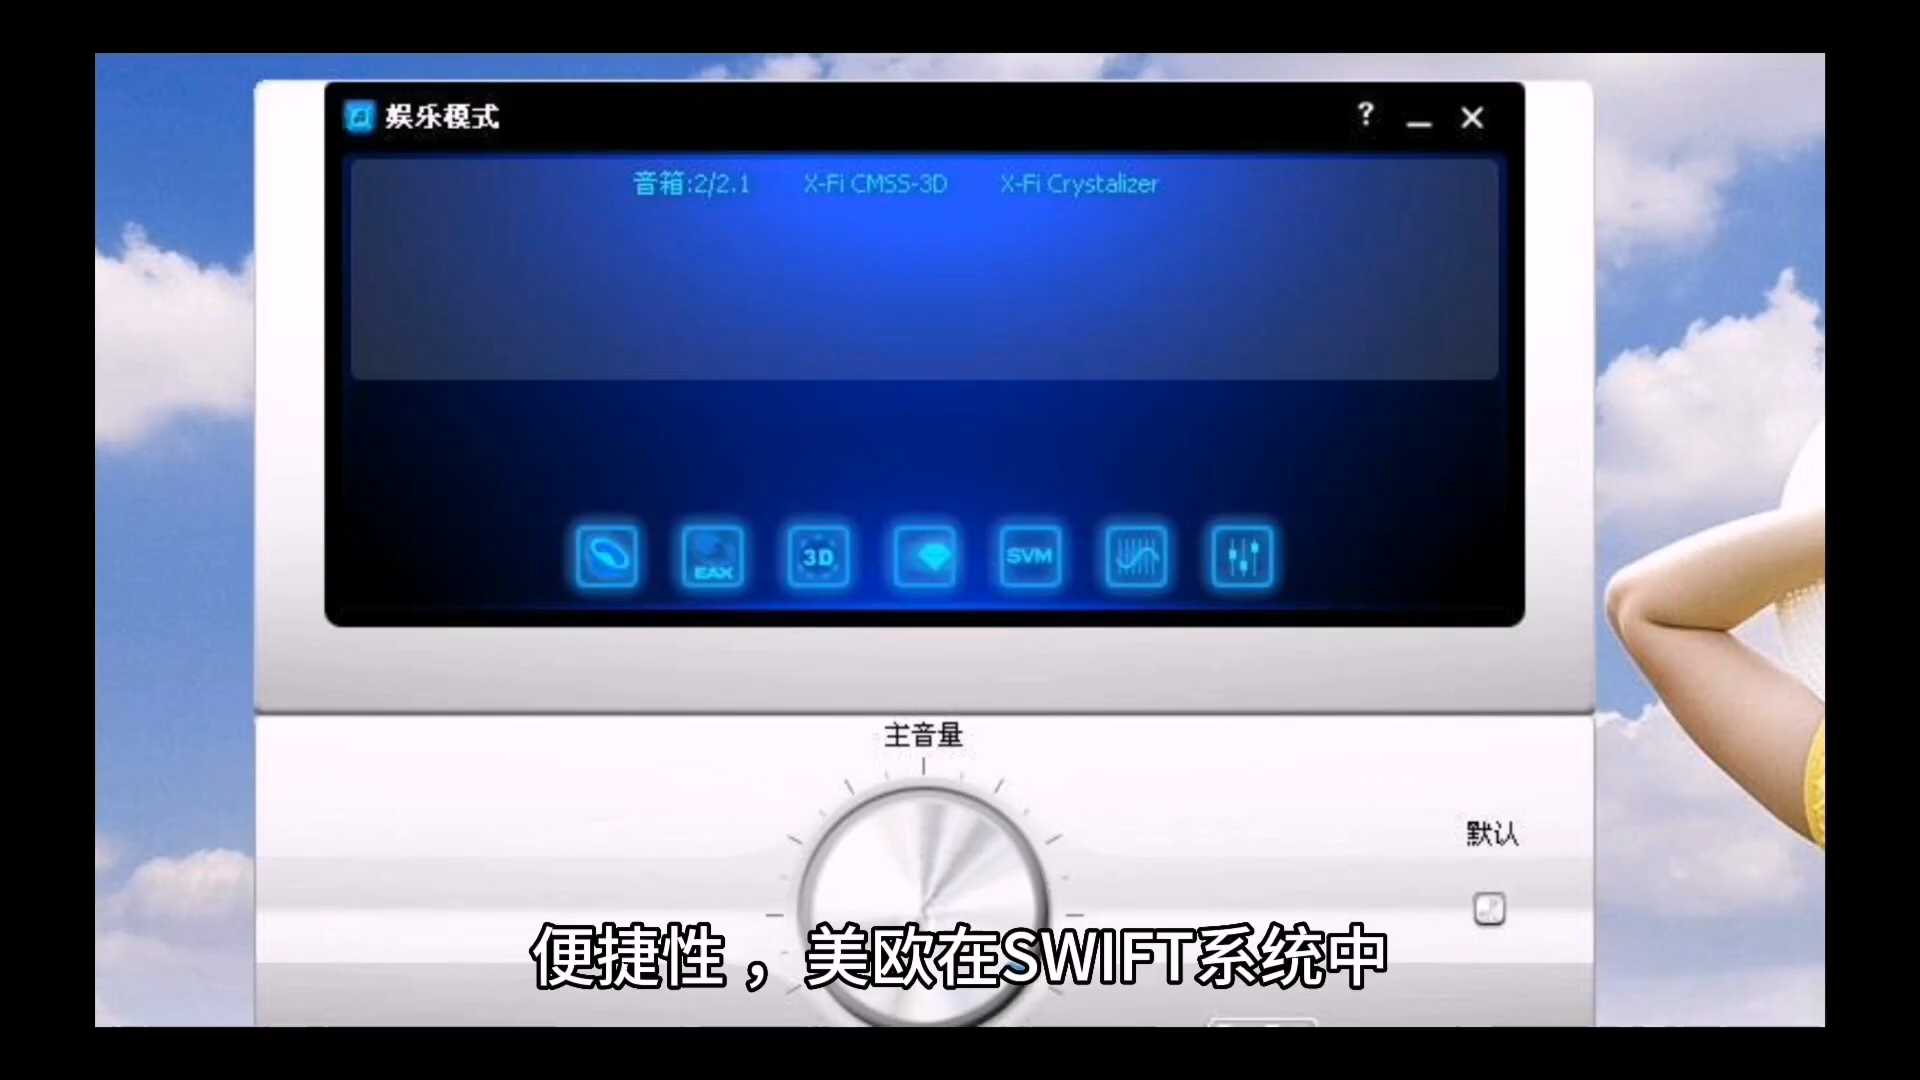 娱乐模式
?
音箱:2/2.1 X-Fi CMSS-3D X-Fi Crystalizer
EAX 3D SVM
主音量
默认
便捷性，美欧在SWIFT系统中